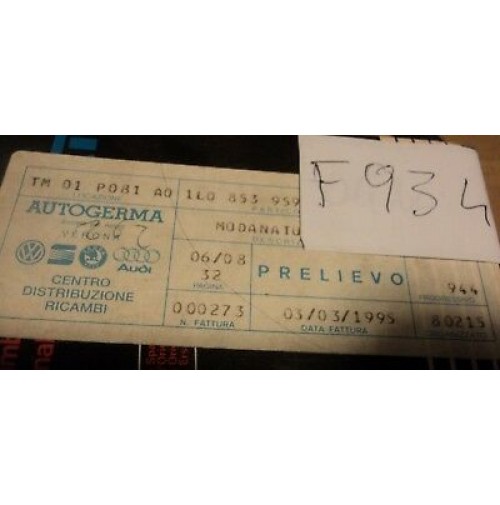 F934
TM 01 P081 A0 1L0 853 959
LOCAZIONE
AUTOGERMA
VERONA
MODANATU
06/08
32
PAGINA
PRELIEVO
944
Audi
CENTRO
DISTRIBUZIONE
RICAMBI
000273
N. FATTURA
03/03/1995
DATA FATTURA
80215